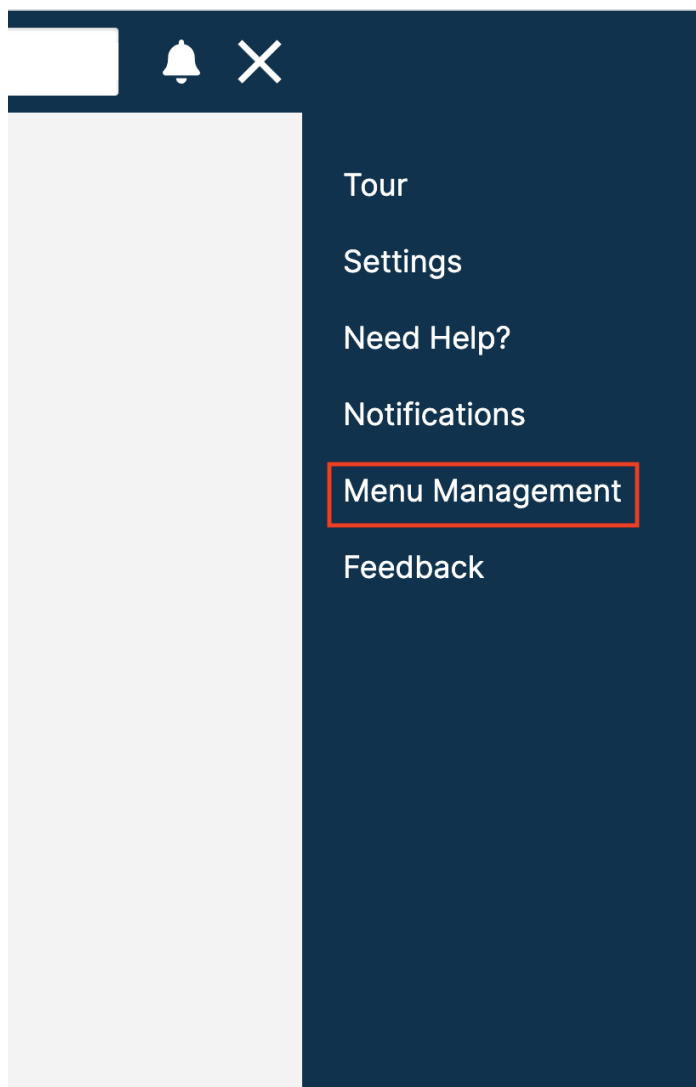 Tour
Settings
Need Help?
Notifications
Menu Management
Feedback